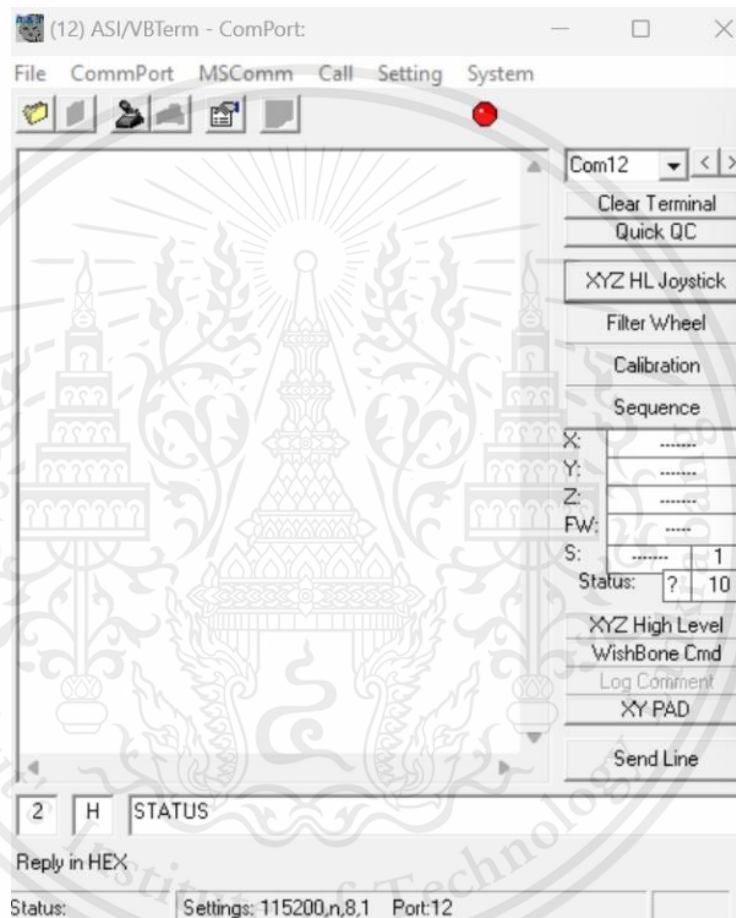 (12) ASI/VBTerm - ComPort:
File CommPort MSComm Call Setting System
Com12 < >
Clear Terminal
Quick QC
XYZ HL Joystick
Filter Wheel
Calibration
Sequence
X: -------
Y: -------
Z: -------
FW: -----
S: ------- 1
Status: ? 10
XYZ High Level
WishBone Cmd
Log Comment
XY PAD
Send Line
2 H STATUS
Reply in HEX
Status: Settings: 115200,n,8,1 Port:12